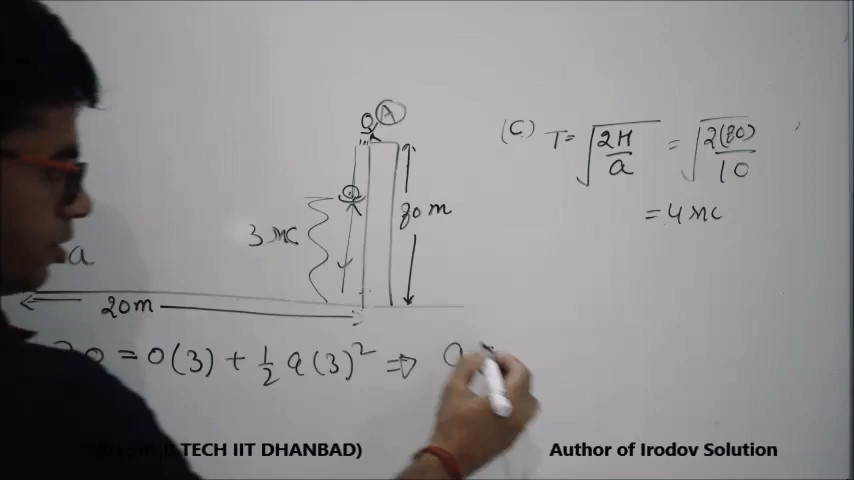 A
(C) T = √(2H/a) = √(2(80)/10)
= 4 sec
80 m
3 sec
a
20m
20 = 0(3) + 1/2 a(3)² ⇒ a =
TECH IIT DHANBAD)
Author of Irodov Solution